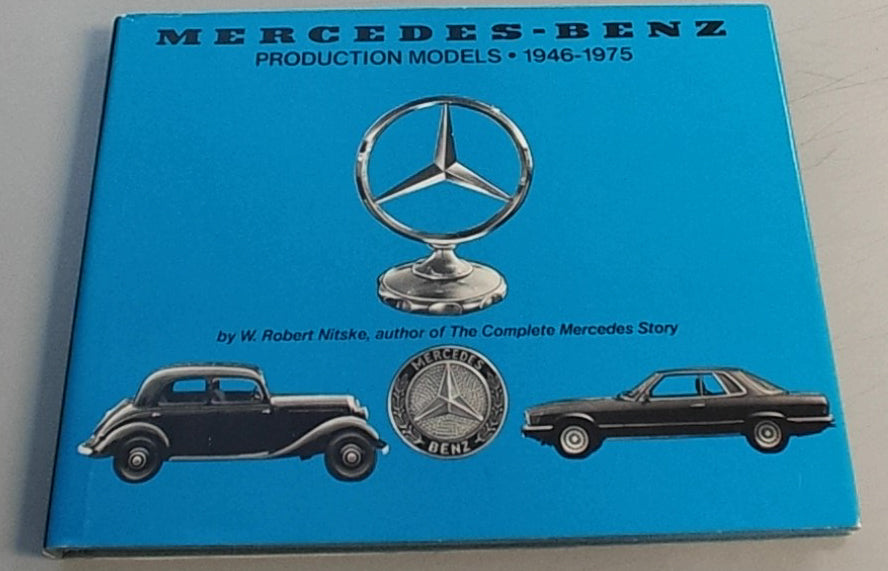 MERCEDES-BENZ
PRODUCTION MODELS • 1946-1975
by W. Robert Nitske, author of The Complete Mercedes Story
MERCEDES
BENZ